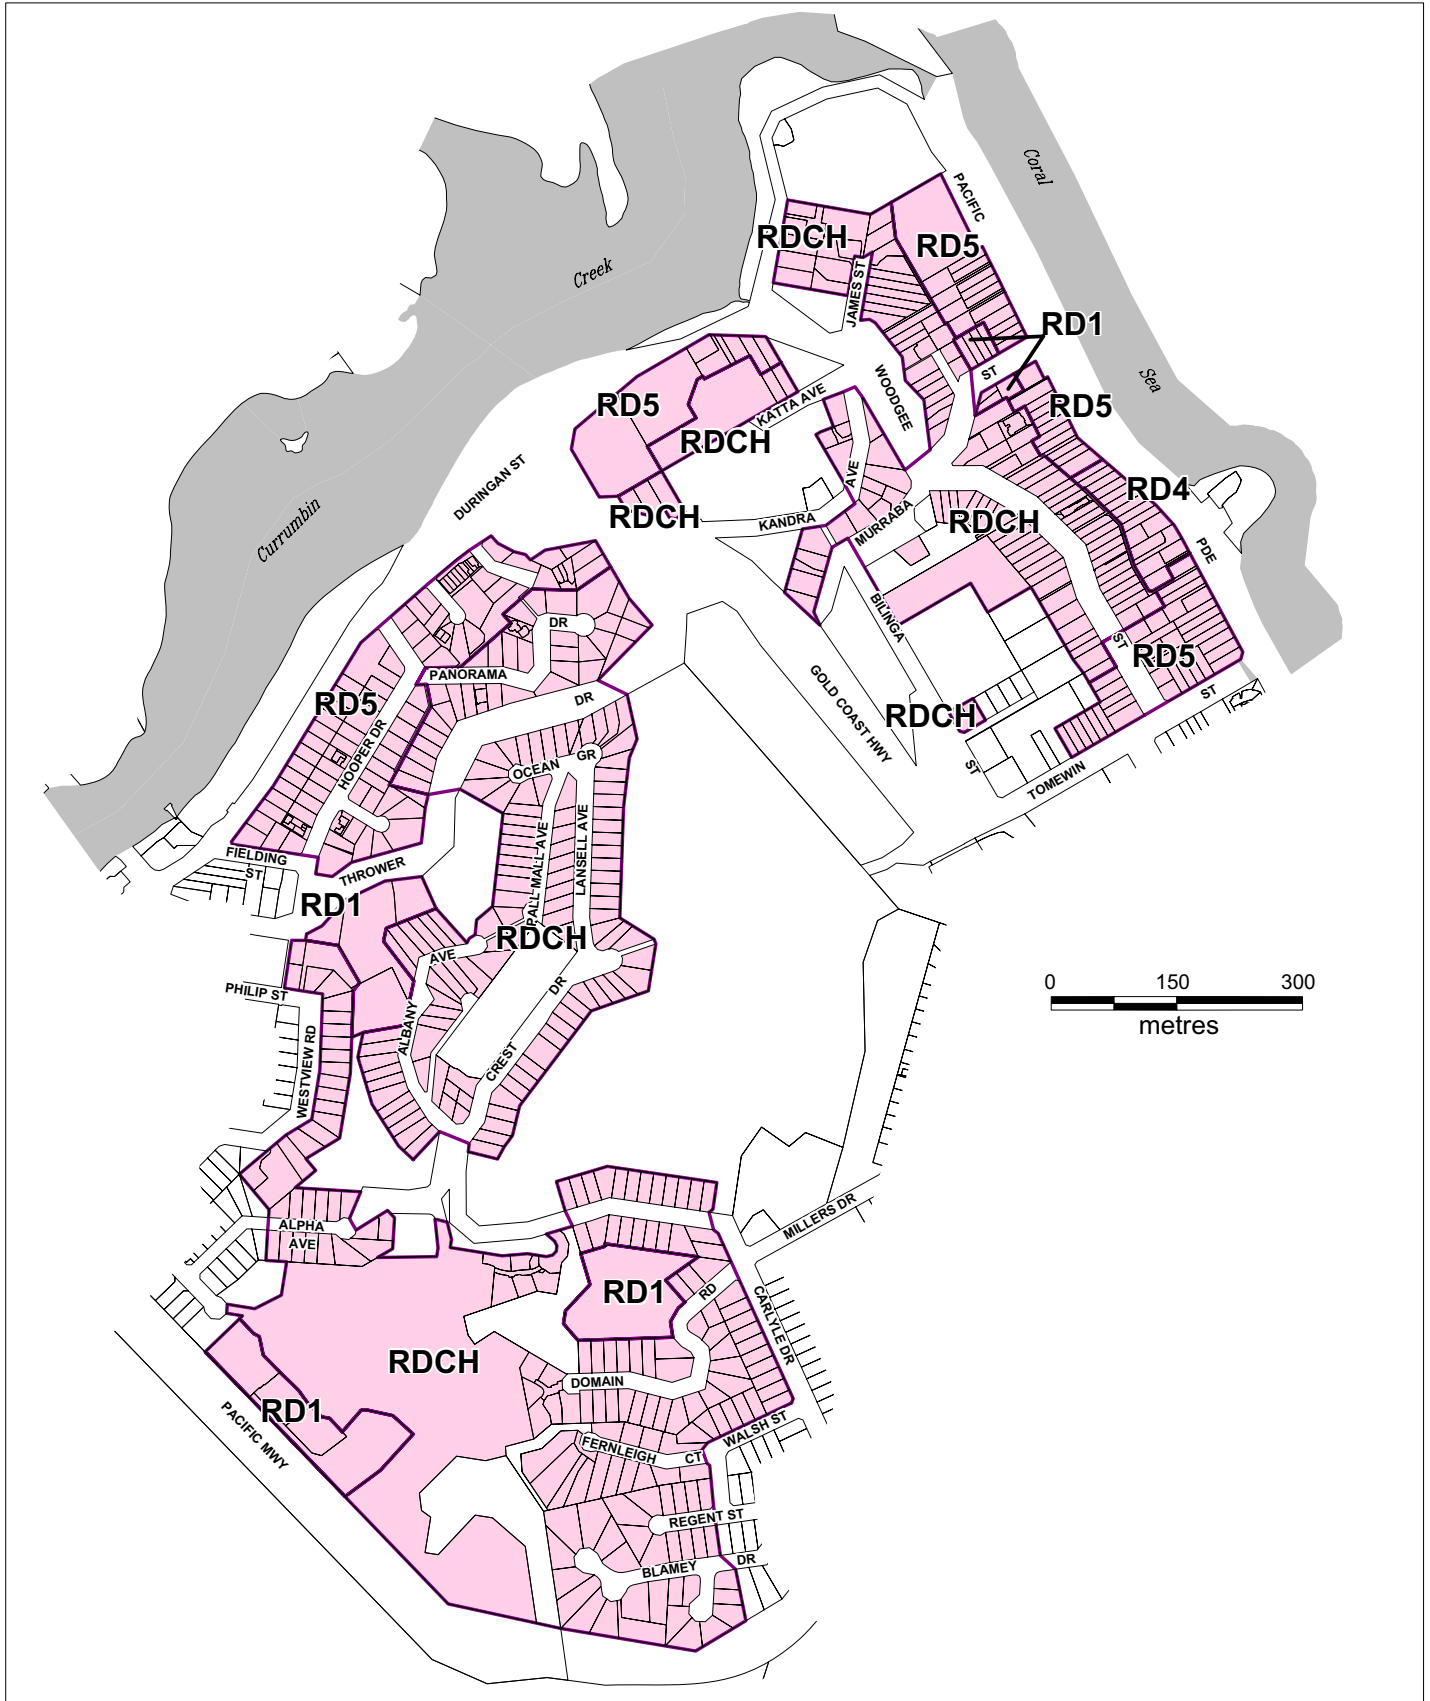 Coral
PACIFIC
RDCH
RD5
Creek
JAMES ST
RD1
ST
Sea
WOODGEE
RD5
KATTA AVE
RD5
RDCH
DURINGAN ST
AVE
RD4
Currumbin
RDCH
KANDRA
MURRABA
RDCH
PDE
BILINGA
DR
ST
RD5
PANORAMA
GOLD COAST HWY
ST
RD5
DR
RDCH
HOOPER DR
GR
OCEAN
ST
TOMEWIN
PALL MALL AVE
LANSELL AVE
FIELDING
ST
THROWER
RD1
RDCH
AVE
0 150 300
metres
PHILIP ST
DR
ALBANY
WESTVIEW RD
CREST
MILLERS DR
ALPHA
AVE
RD1
RD
CARLYLE DR
RDCH
DOMAIN
RD1
PACIFIC MWY
WALSH ST
FERNLEIGH
CT
REGENT ST
BLAMEY
DR